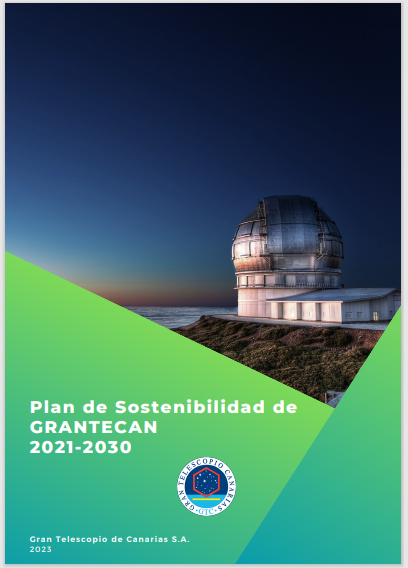 Plan de Sostenibilidad de
GRANTECAN
2021-2030
GRAN TELESCOPIO CANARIAS
GTC
Gran Telescopio de Canarias S.A.
2023